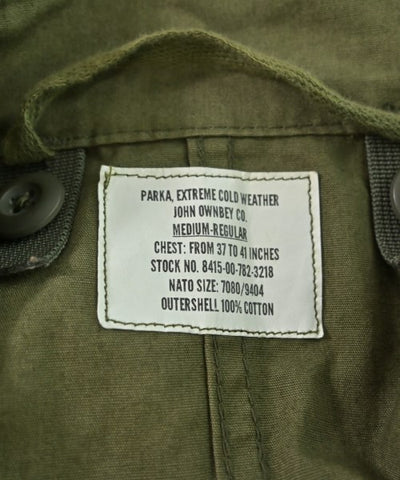 PARKA, EXTREME COLD WEATHER
JOHN OWNBEY CO.
MEDIUM-REGULAR
CHEST: FROM 37 TO 41 INCHES
STOCK NO. 8415-00-782-3218
NATO SIZE: 7080/9404
OUTERSHELL 100% COTTON